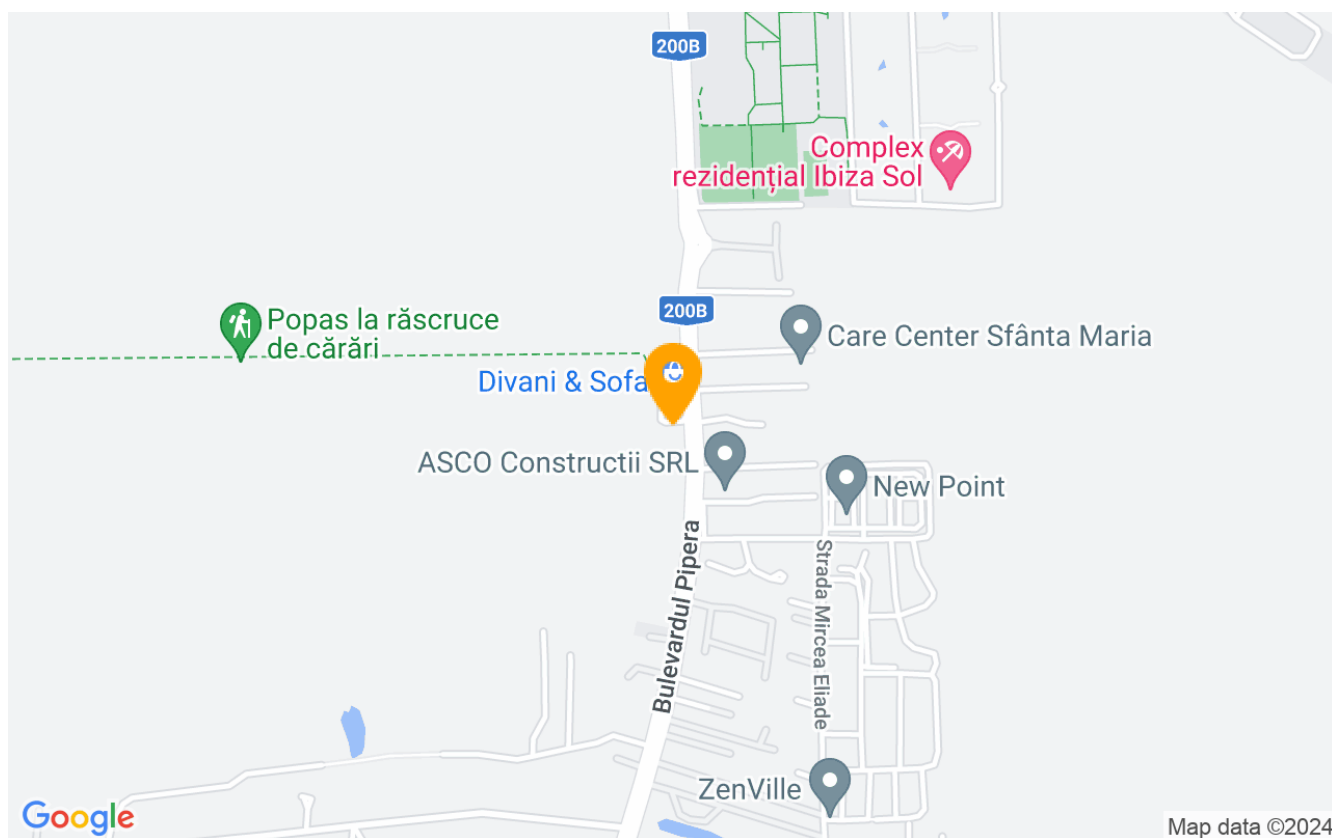 200B
Complex
rezidențial Ibiza Sol
200B
Popas la răscruce
de cărări
Care Center Sfânta Maria
Divani & Sofa
ASCO Constructii SRL
New Point
Bulevardul Pipera
Strada Mircea Eliade
ZenVille
Google
Map data ©2024